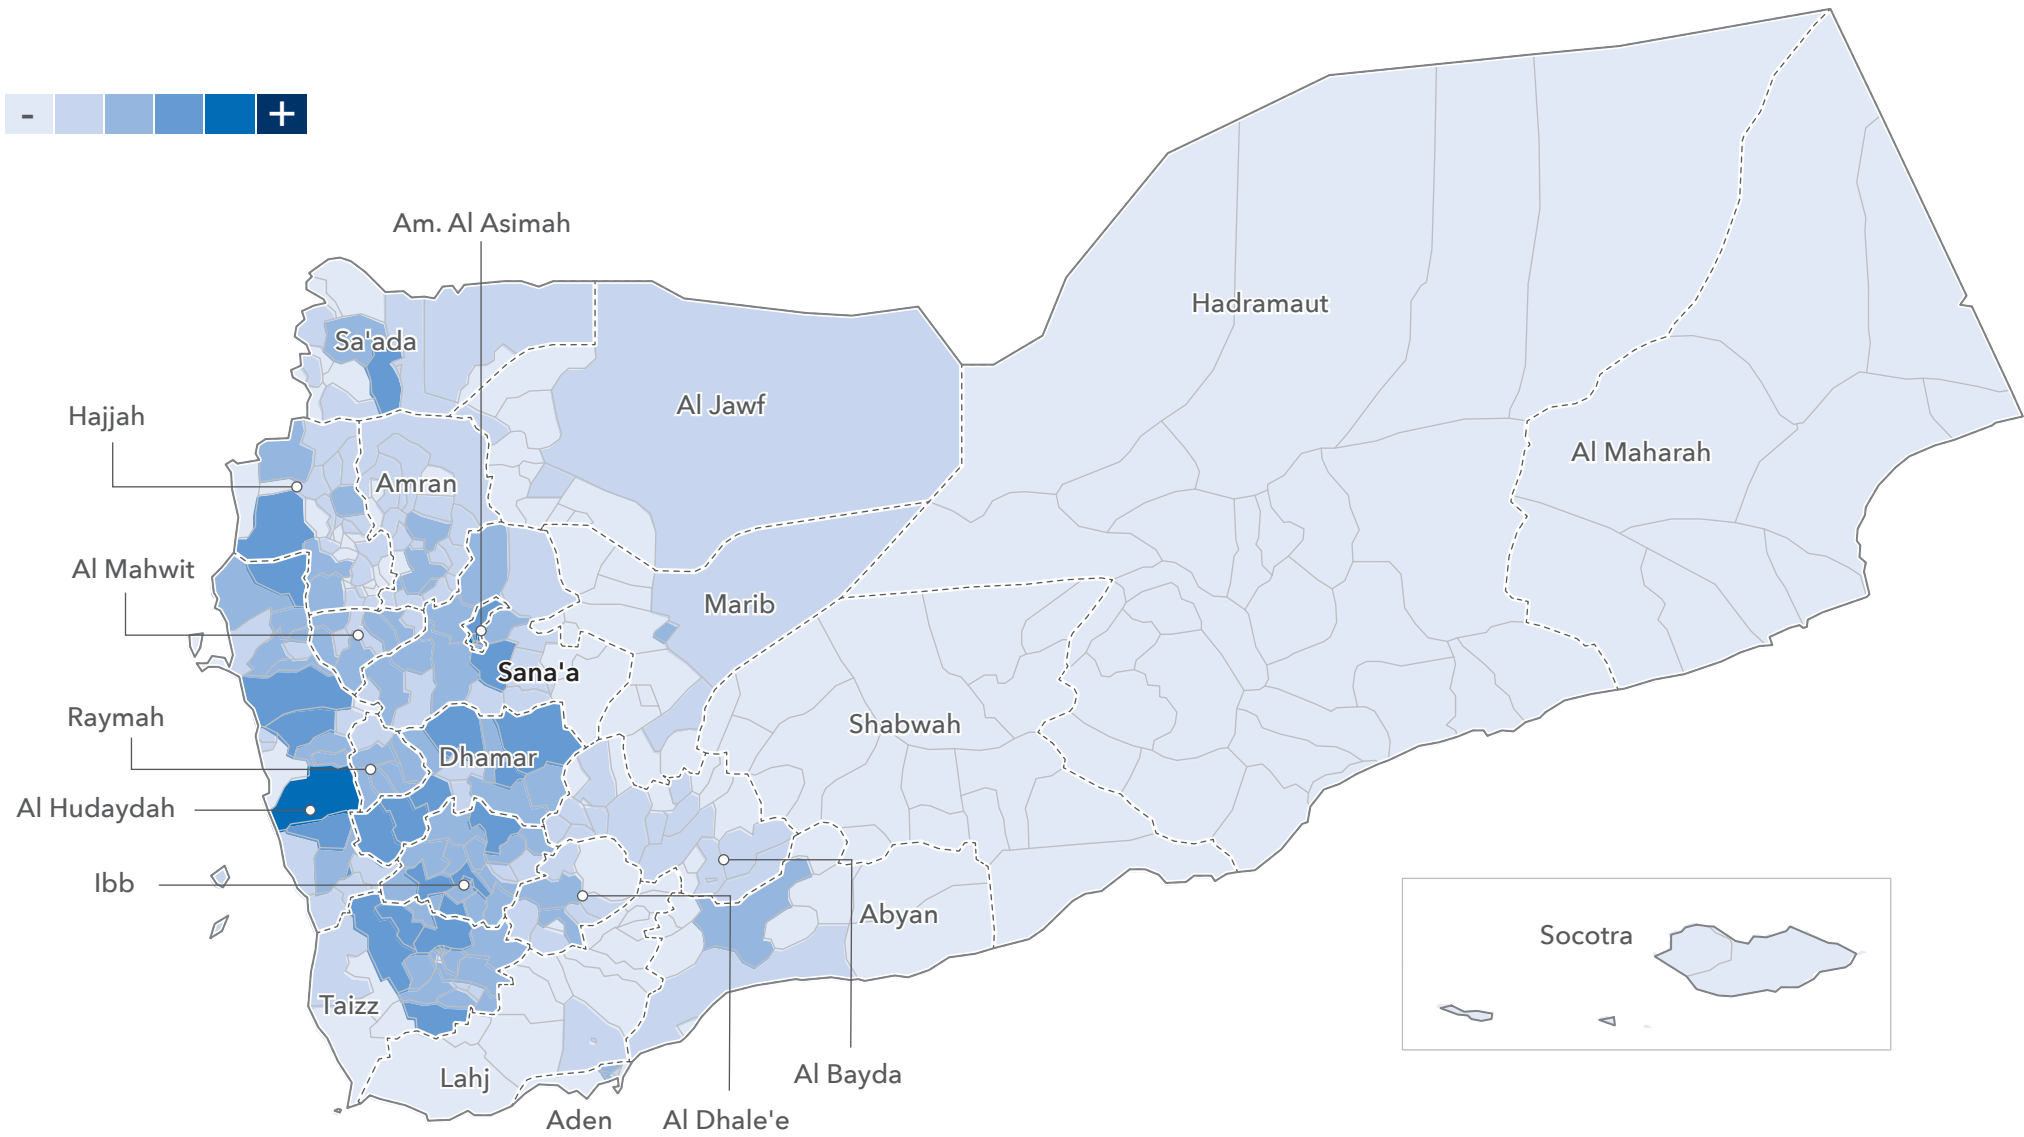 -
+
Am. Al Asimah
Hadramaut
Sa'ada
Al Jawf
Hajjah
Al Maharah
Amran
Al Mahwit
Marib
Sana'a
Raymah
Shabwah
Dhamar
Al Hudaydah
Ibb
Abyan
Socotra
Taizz
Lahj
Al Bayda
Aden
Al Dhale'e